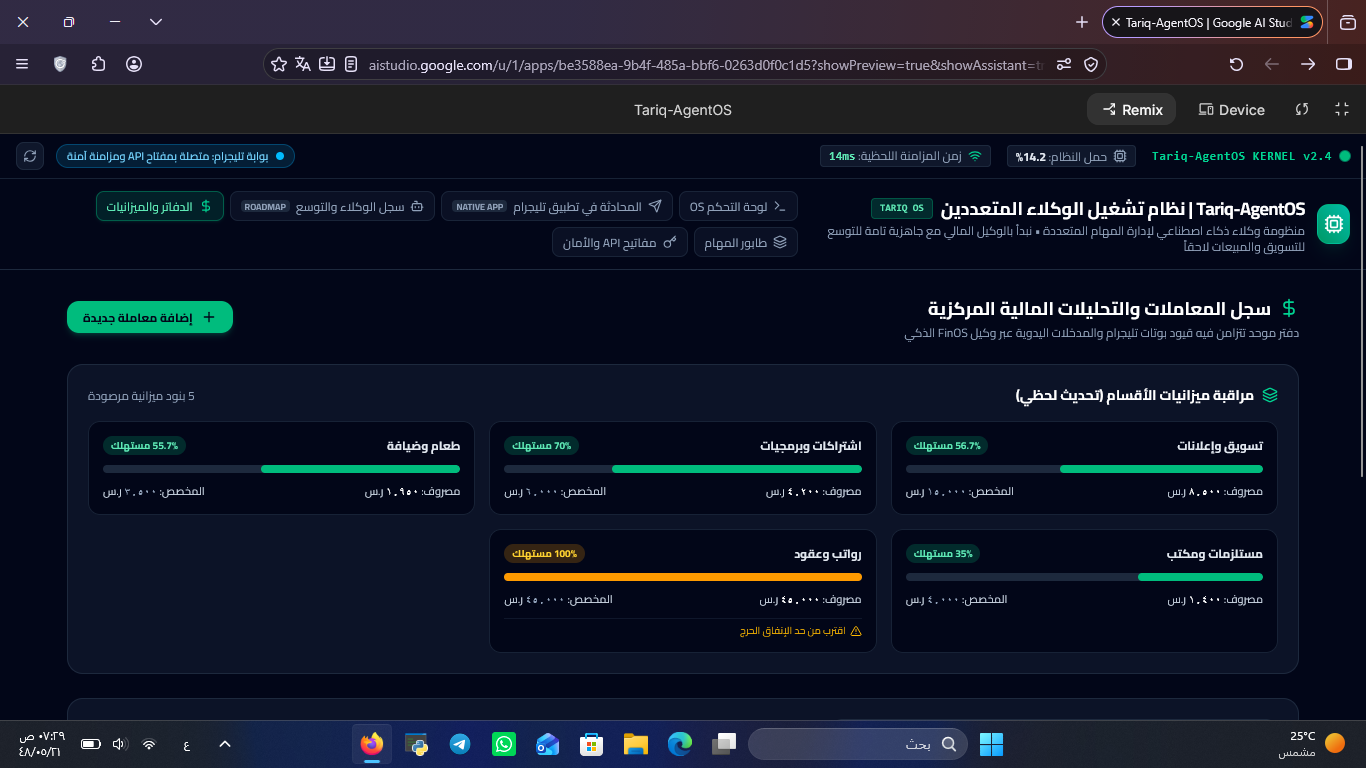 Tariq-AgentOS | Google AI Stud
aistudio.google.com/u/1/apps/be3588ea-9b4f-485a-bbf6-0263d0f0c1d5?showPreview=true&showAssistant=tr
Tariq-AgentOS
Remix
Device
Tariq-AgentOS KERNEL v2.4
حمل النظام: 14.2%
زمن المزامنة اللحظية: 14ms
بوابة تليجرام: متصلة بمفتاح API ومزامنة آمنة
Tariq-AgentOS | نظام تشغيل الوكلاء المتعددين
TARIQ OS
منظومة وكلاء ذكاء اصطناعي لإدارة المهام المتعددة • نبدأ بالوكيل المالي مع جاهزية تامة للتوسع
للتسويق والمبيعات لاحقاً
لوحة التحكم OS
المحادثة في تطبيق تليجرام NATIVE APP
سجل الوكلاء والتوسع ROADMAP
الدفاتر والميزانيات
طابور المهام
مفاتيح API والأمان
سجل المعاملات والتحليلات المالية المركزية
دفتر موحد تتزامن فيه قيود بوتات تليجرام والمدخلات اليدوية عبر وكيل FinOS الذكي
إضافة معاملة جديدة
مراقبة ميزانيات الأقسام (تحديث لحظي)
5 بنود ميزانية مرصودة
تسويق وإعلانات
56.7% مستهلك
مصروف: ٨٬٥٠٠ ر.س
المخصص: ١٥٬٠٠٠ ر.س
اشتراكات وبرمجيات
70% مستهلك
مصروف: ٤٬٢٠٠ ر.س
المخصص: ٦٬٠٠٠ ر.س
طعام وضيافة
55.7% مستهلك
مصروف: ١٬٩٥٠ ر.س
المخصص: ٣٬٥٠٠ ر.س
مستلزمات ومكتب
35% مستهلك
مصروف: ١٬٤٠٠ ر.س
المخصص: ٤٬٠٠٠ ر.س
رواتب وعقود
100% مستهلك
مصروف: ٤٥٬٠٠٠ ر.س
المخصص: ٤٥٬٠٠٠ ر.س
اقترب من حد الإنفاق الحرج
25°C
مشمس
بحث
ع
٠٧:٢٩ ص
٤٨/٠٥/٢١